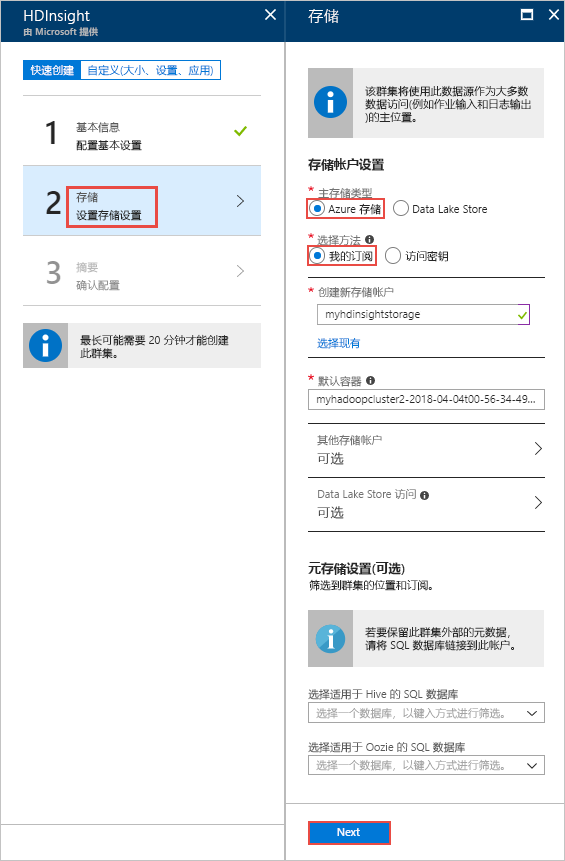 HDInsight
由 Microsoft 提供
快速创建
自定义(大小、设置、应用)
1
基本信息
配置基本设置
2
存储
设置存储设置
3
摘要
确认配置
最长可能需要 20 分钟才能创建
此群集。
存储
该群集将使用此数据源作为大多数
数据访问(例如作业输入和日志输出
)的主位置。
存储帐户设置
* 主存储类型
Azure 存储
Data Lake Store
* 选择方法
我的订阅
访问密钥
* 创建新存储帐户
myhdinsightstorage
选择现有
* 默认容器
myhadoopcluster2-2018-04-04t00-56-34-49...
其他存储帐户
可选
Data Lake Store 访问
可选
元存储设置(可选)
筛选到群集的位置和订阅。
若要保留此群集外部的元数据，
请将 SQL 数据库链接到此帐户。
选择适用于 Hive 的 SQL 数据库
选择一个数据库，以键入方式进行筛选。
选择适用于 Oozie 的 SQL 数据库
选择一个数据库，以键入方式进行筛选。
Next